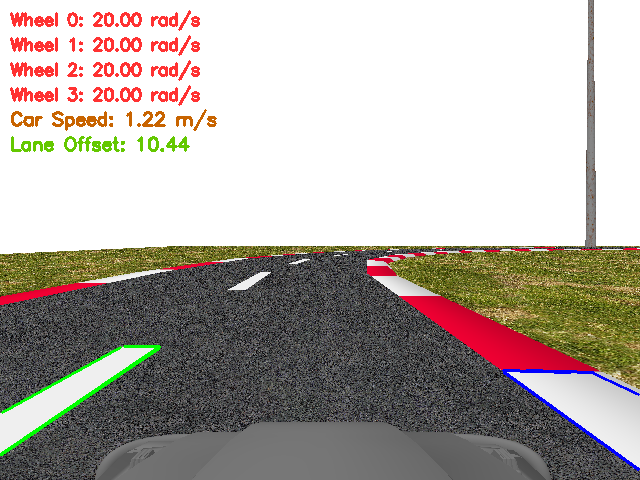 Wheel 0: 20.00 rad/s
Wheel 1: 20.00 rad/s
Wheel 2: 20.00 rad/s
Wheel 3: 20.00 rad/s
Car Speed: 1.22 m/s
Lane Offset: 10.44